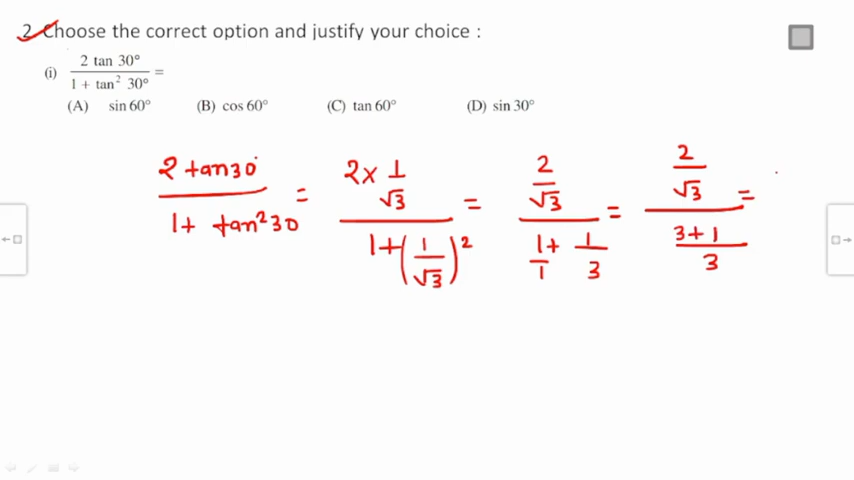 2 Choose the correct option and justify your choice :
(i) 2 tan 30° / 1 + tan² 30° =
(A) sin 60° (B) cos 60° (C) tan 60° (D) sin 30°
2 tan30° / 1 + tan²30 = 2 × 1/√3 / 1 + (1/√3)² = 2/√3 / 1/1 + 1/3 = 2/√3 / 3+1/3 =